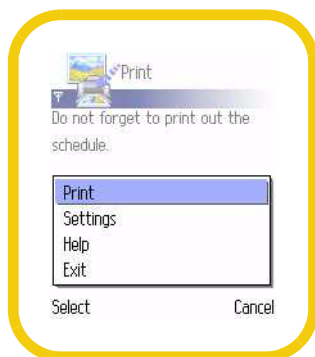 Print
Do not forget to print out the
schedule.
Print
Settings
Help
Exit
Select Cancel